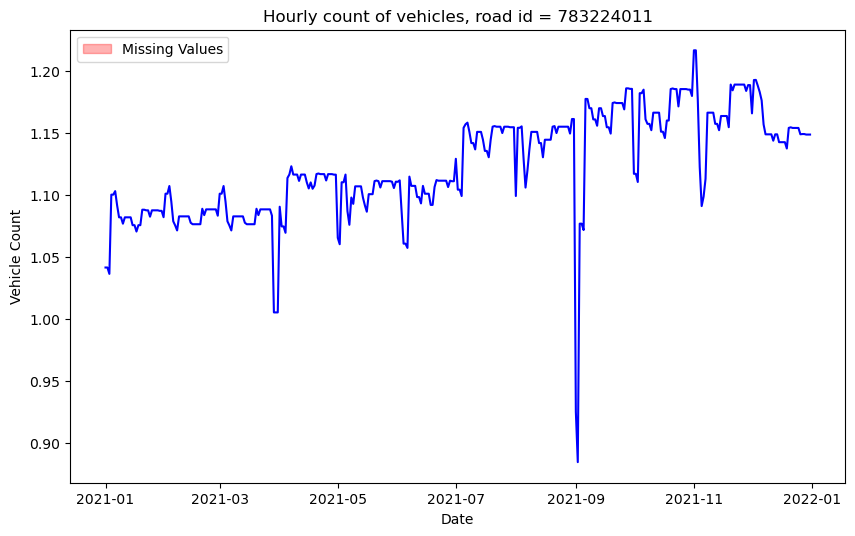 Hourly count of vehicles, road id = 783224011
Missing Values
1.20
1.15
1.10
1.05
1.00
0.95
0.90
Vehicle Count
2021-01 2021-03 2021-05 2021-07 2021-09 2021-11 2022-01
Date